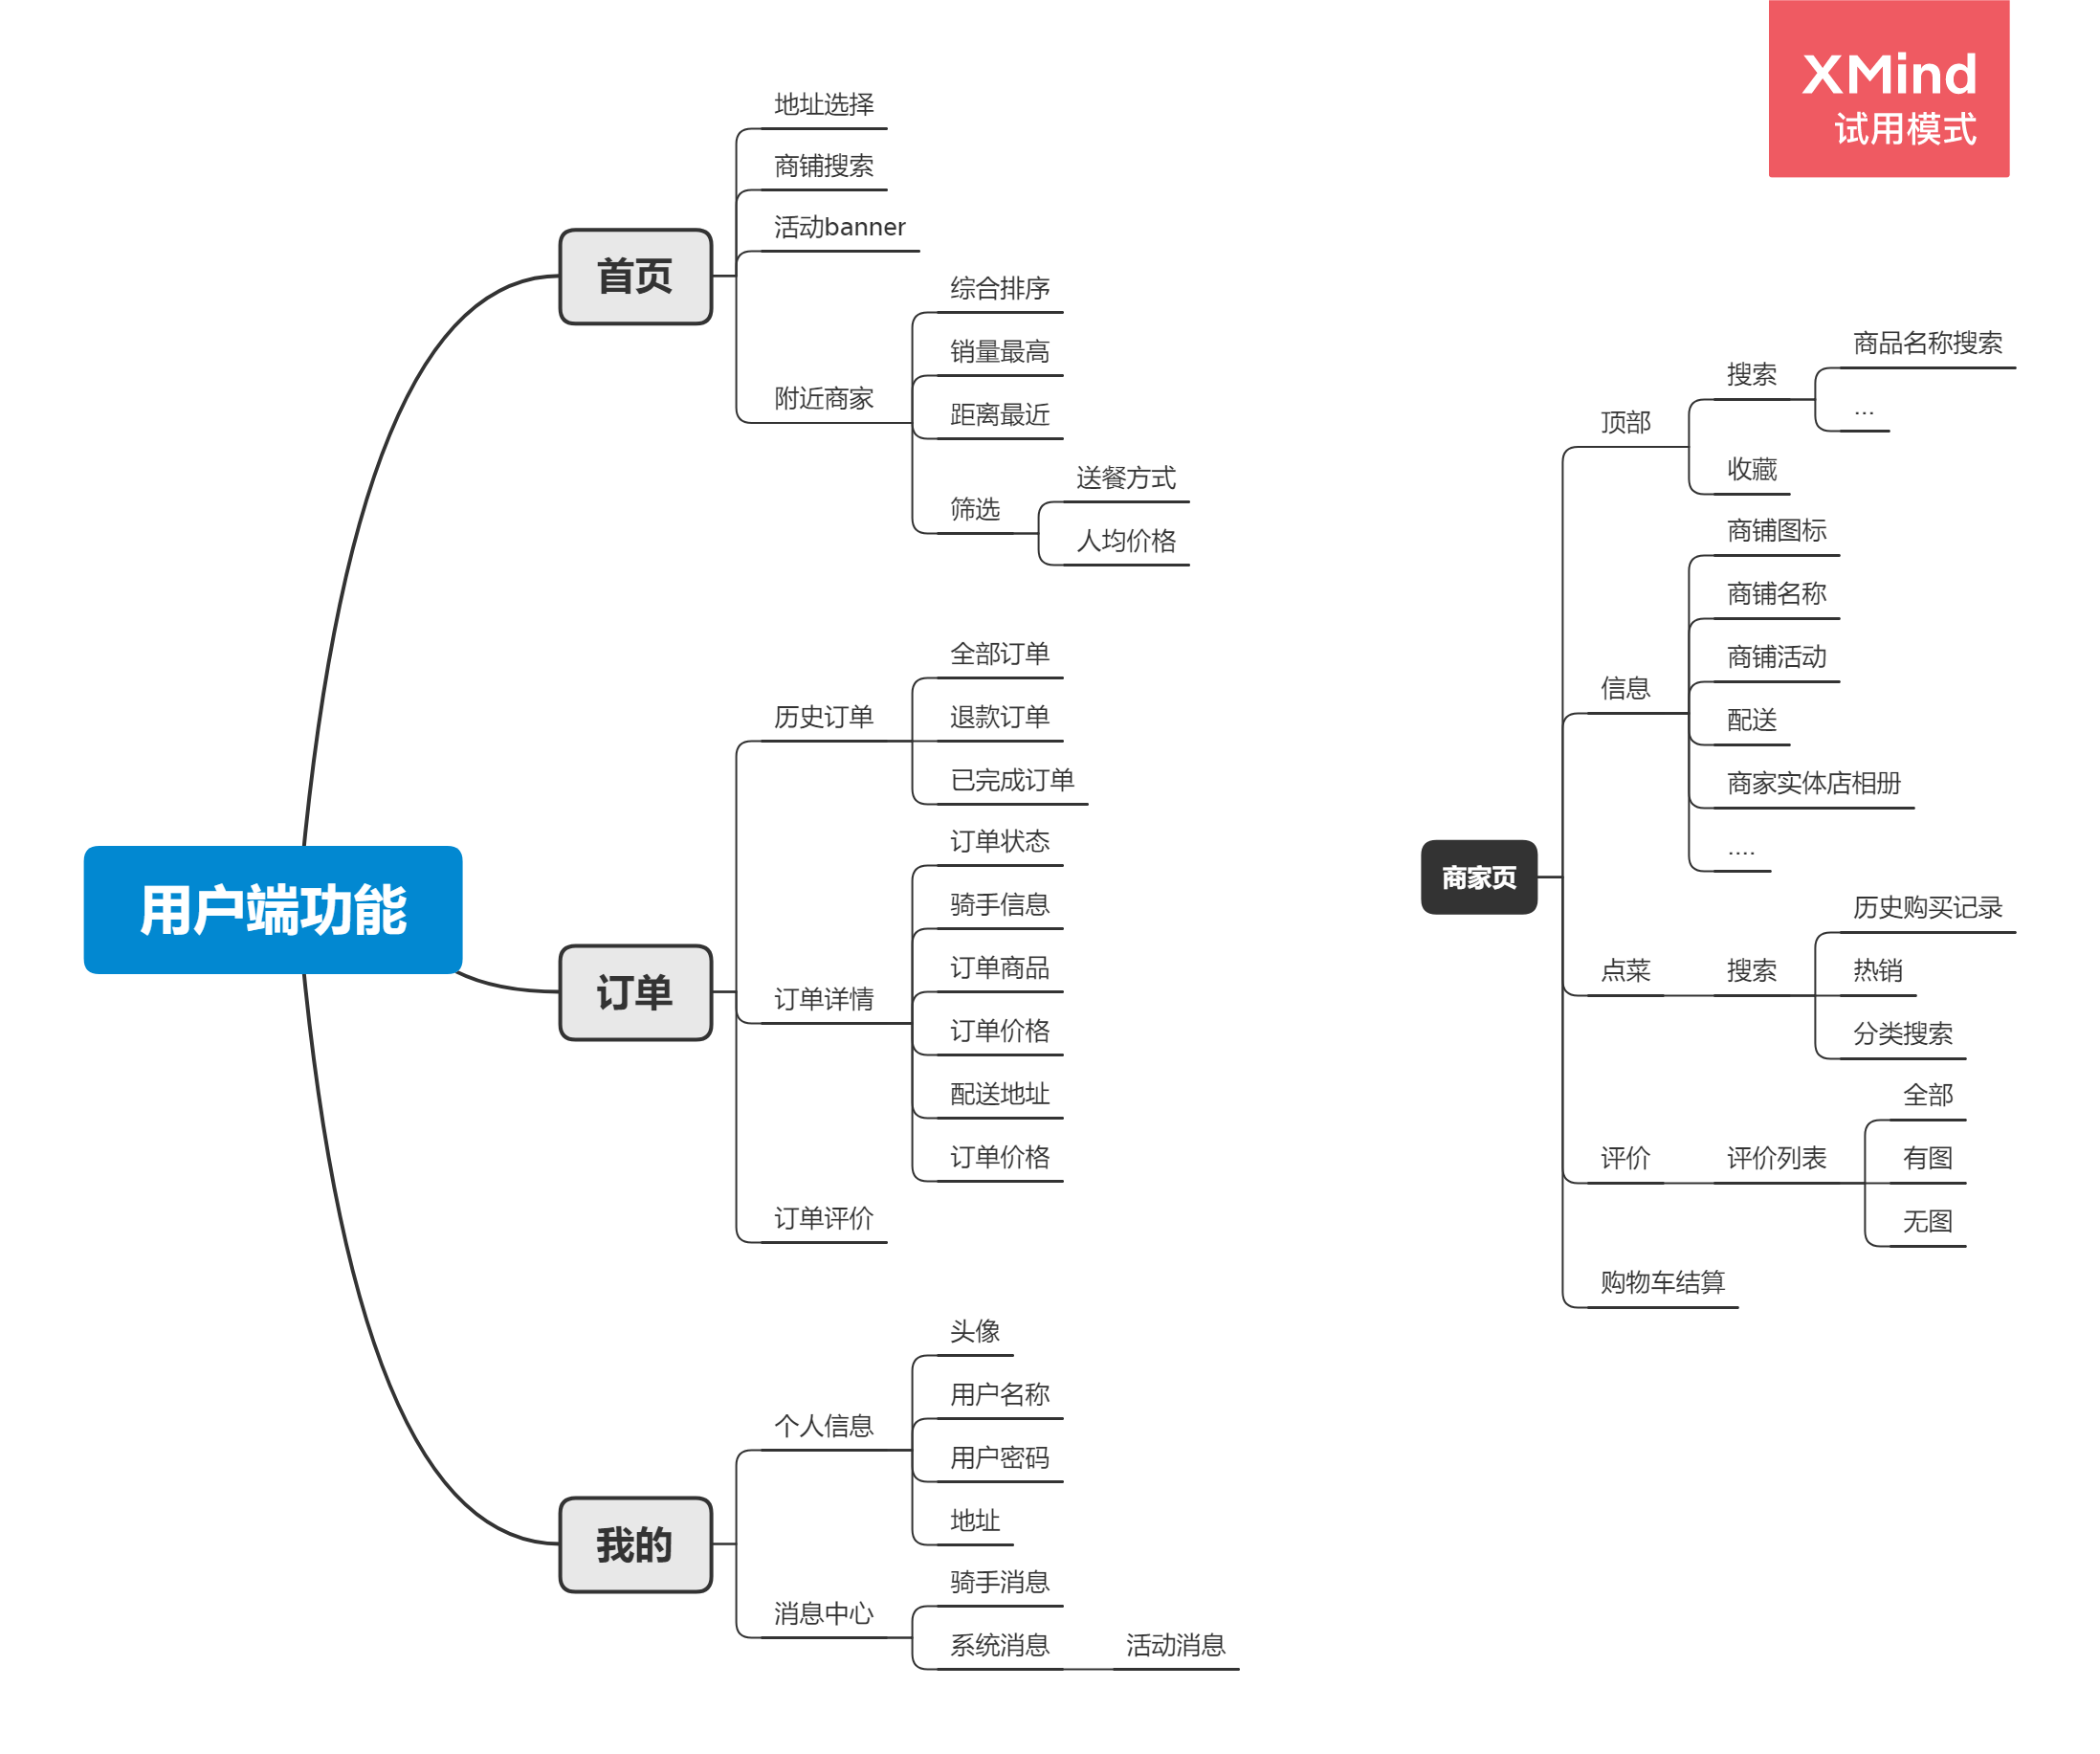 XMind
试用模式
用户端功能
首页
地址选择
商铺搜索
活动banner
附近商家
综合排序
销量最高
距离最近
筛选
送餐方式
人均价格
订单
历史订单
全部订单
退款订单
已完成订单
订单详情
订单状态
骑手信息
订单商品
订单价格
配送地址
订单价格
订单评价
我的
个人信息
头像
用户名称
用户密码
地址
消息中心
骑手消息
系统消息
活动消息
商家页
顶部
搜索
商品名称搜索
...
收藏
信息
商铺图标
商铺名称
商铺活动
配送
商家实体店相册
....
点菜
搜索
历史购买记录
热销
分类搜索
评价
评价列表
全部
有图
无图
购物车结算